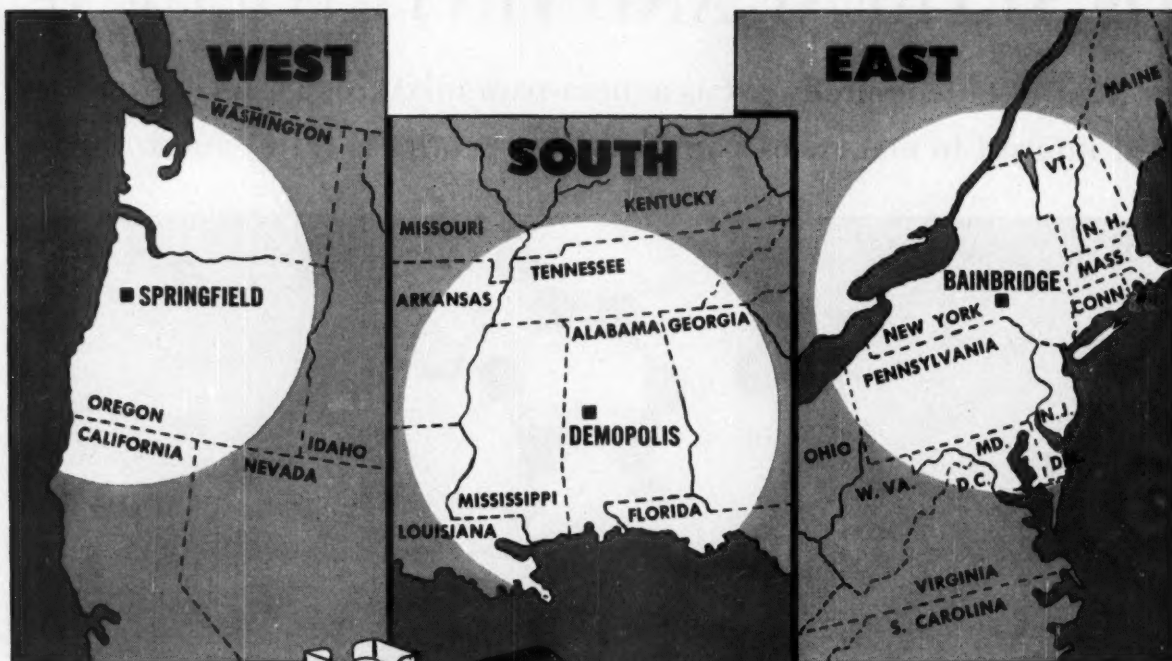 WEST
WASHINGTON
SPRINGFIELD
OREGON
CALIFORNIA
IDAHO
NEVADA
SOUTH
MISSOURI
KENTUCKY
TENNESSEE
ARKANSAS
ALABAMA
GEORGIA
DEMOPOLIS
MISSISSIPPI
LOUISIANA
FLORIDA
EAST
MAINE
VT.
N. H.
MASS.
BAINBRIDGE
CONN.
NEW YORK
PENNSYLVANIA
N.J.
OHIO
MD.
W. VA.
D.C.
VIRGINIA
S. CAROLINA